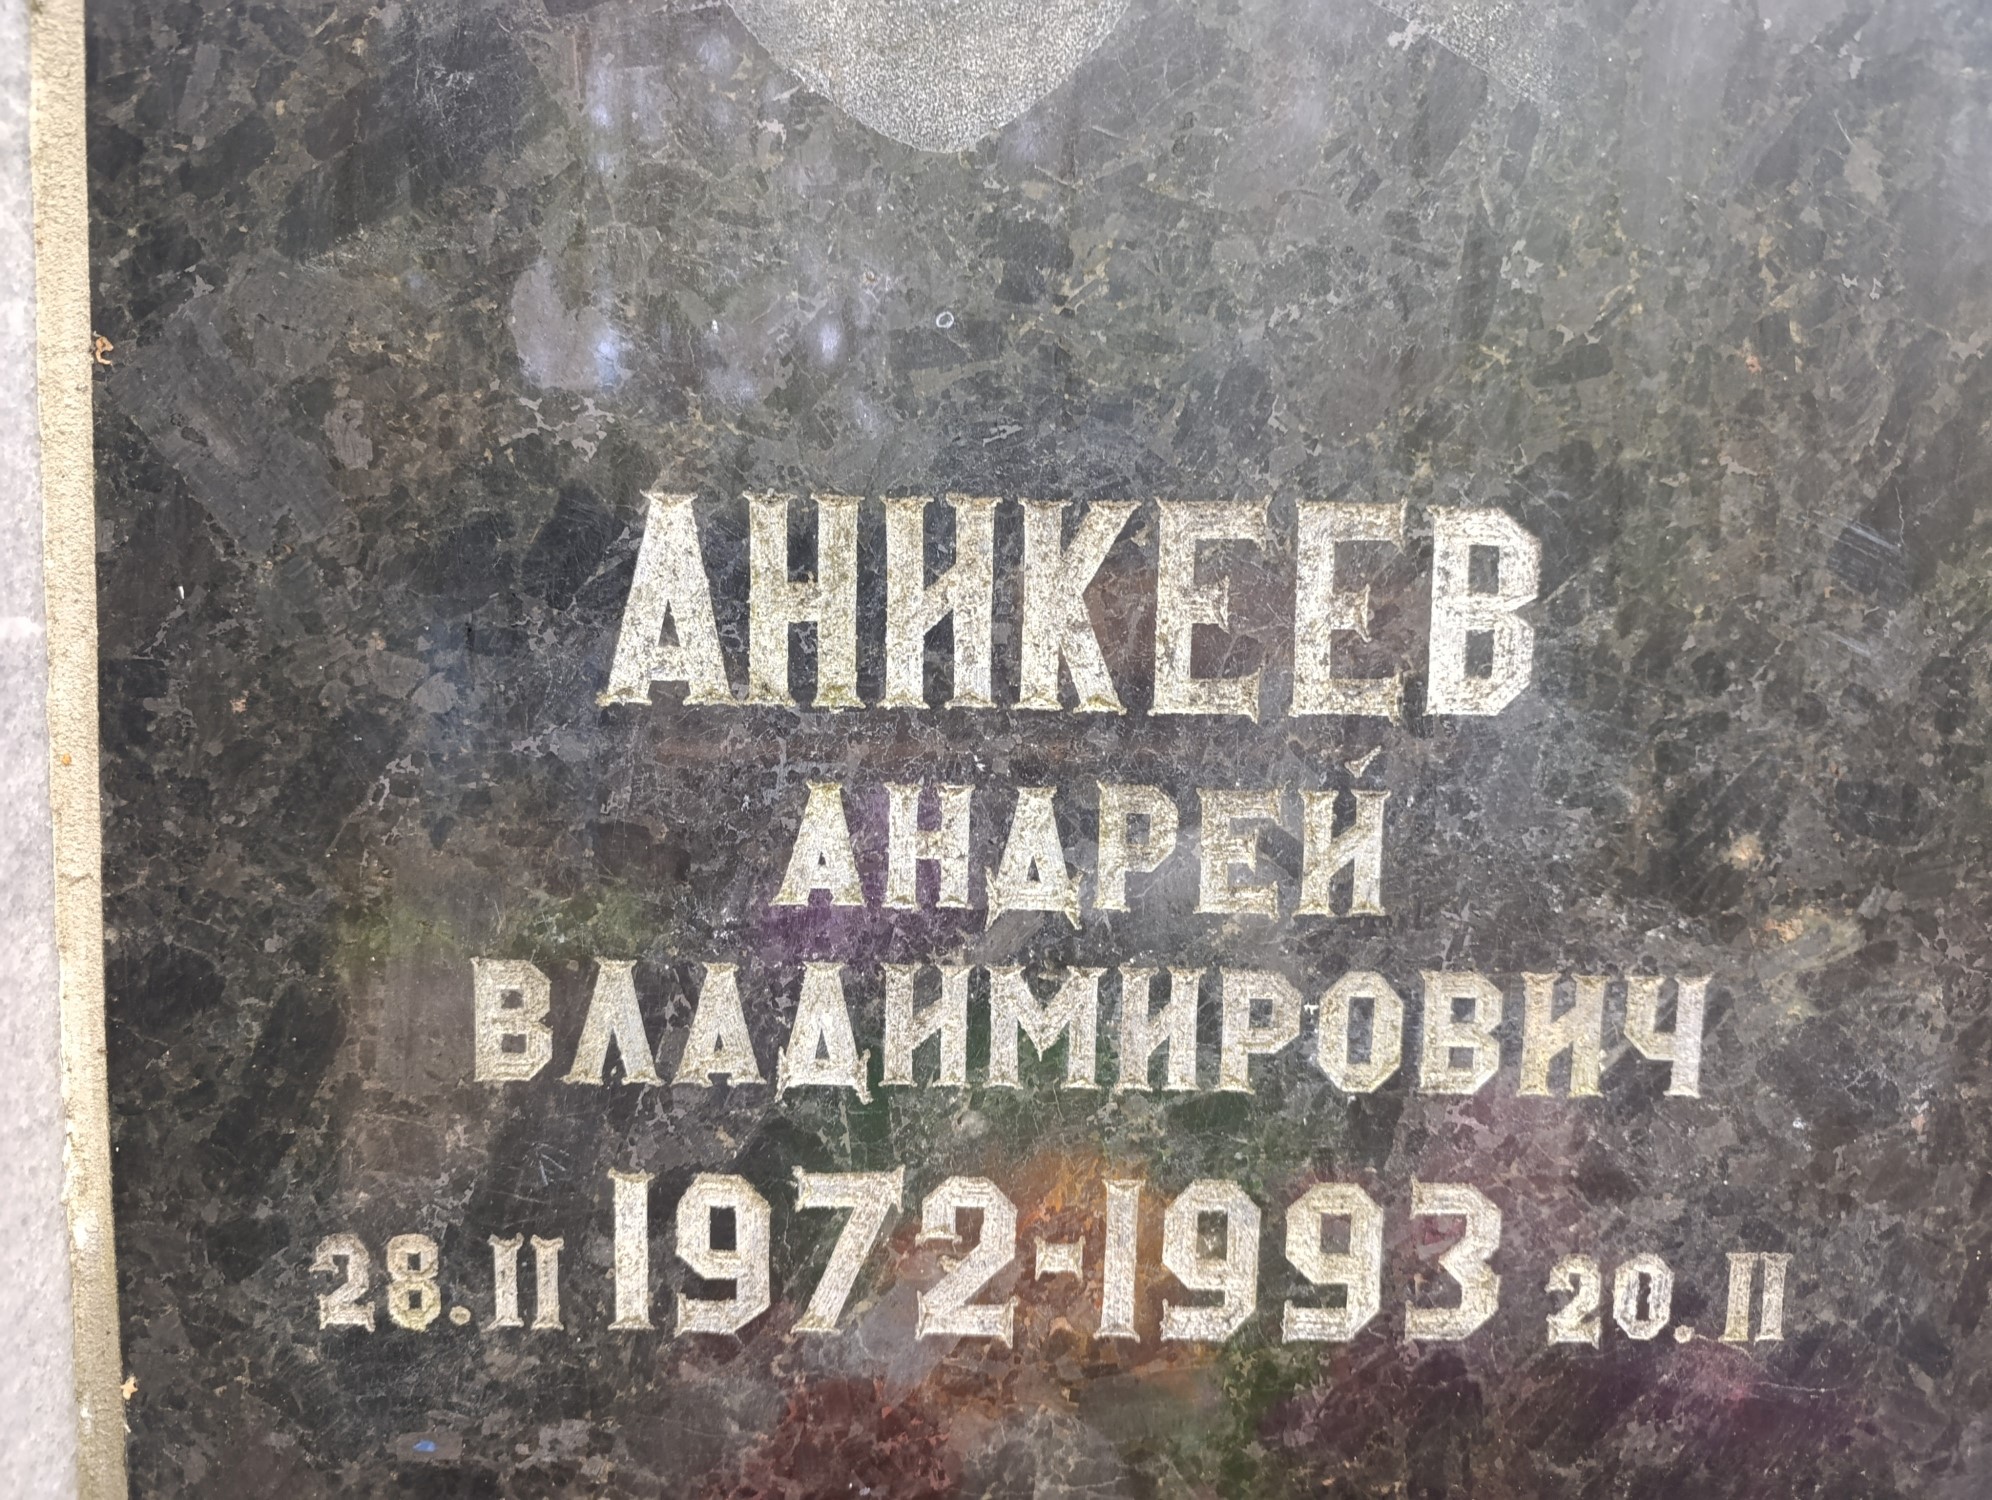 АНИКЕЕВ
АНДРЕЙ
ВЛАДИМИРОВИЧ
28.II 1972-1993 20.II